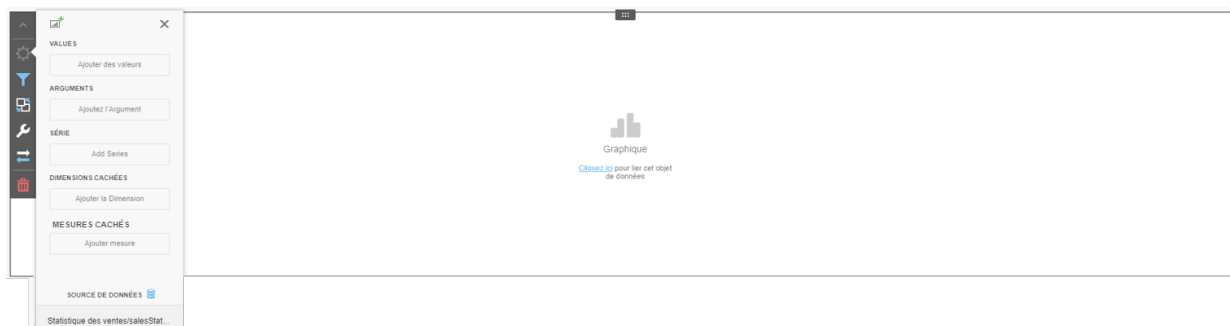 VALUES
Ajouter des valeurs
ARGUMENTS
Ajoutez l'Argument
SÉRIE
Add Series
DIMENSIONS CACHÉES
Ajouter la Dimension
MESURES CACHÉS
Ajouter mesure
SOURCE DE DONNÉES
Statistique des ventes/salesStat...
Graphique
Cliquez ici pour lier cet objet
de données